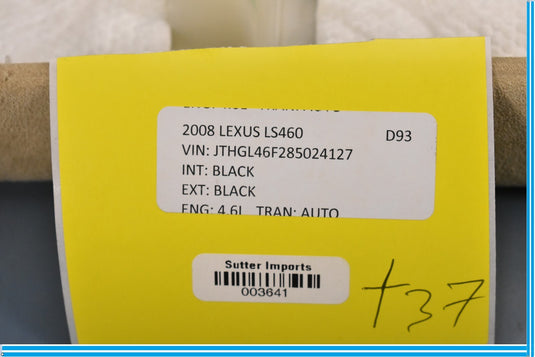 2008 LEXUS LS460 D93
VIN: JTHGL46F285024127
INT: BLACK
EXT: BLACK
ENG: 4.6L TRAN: AUTO
Sutter Imports
003641
+37